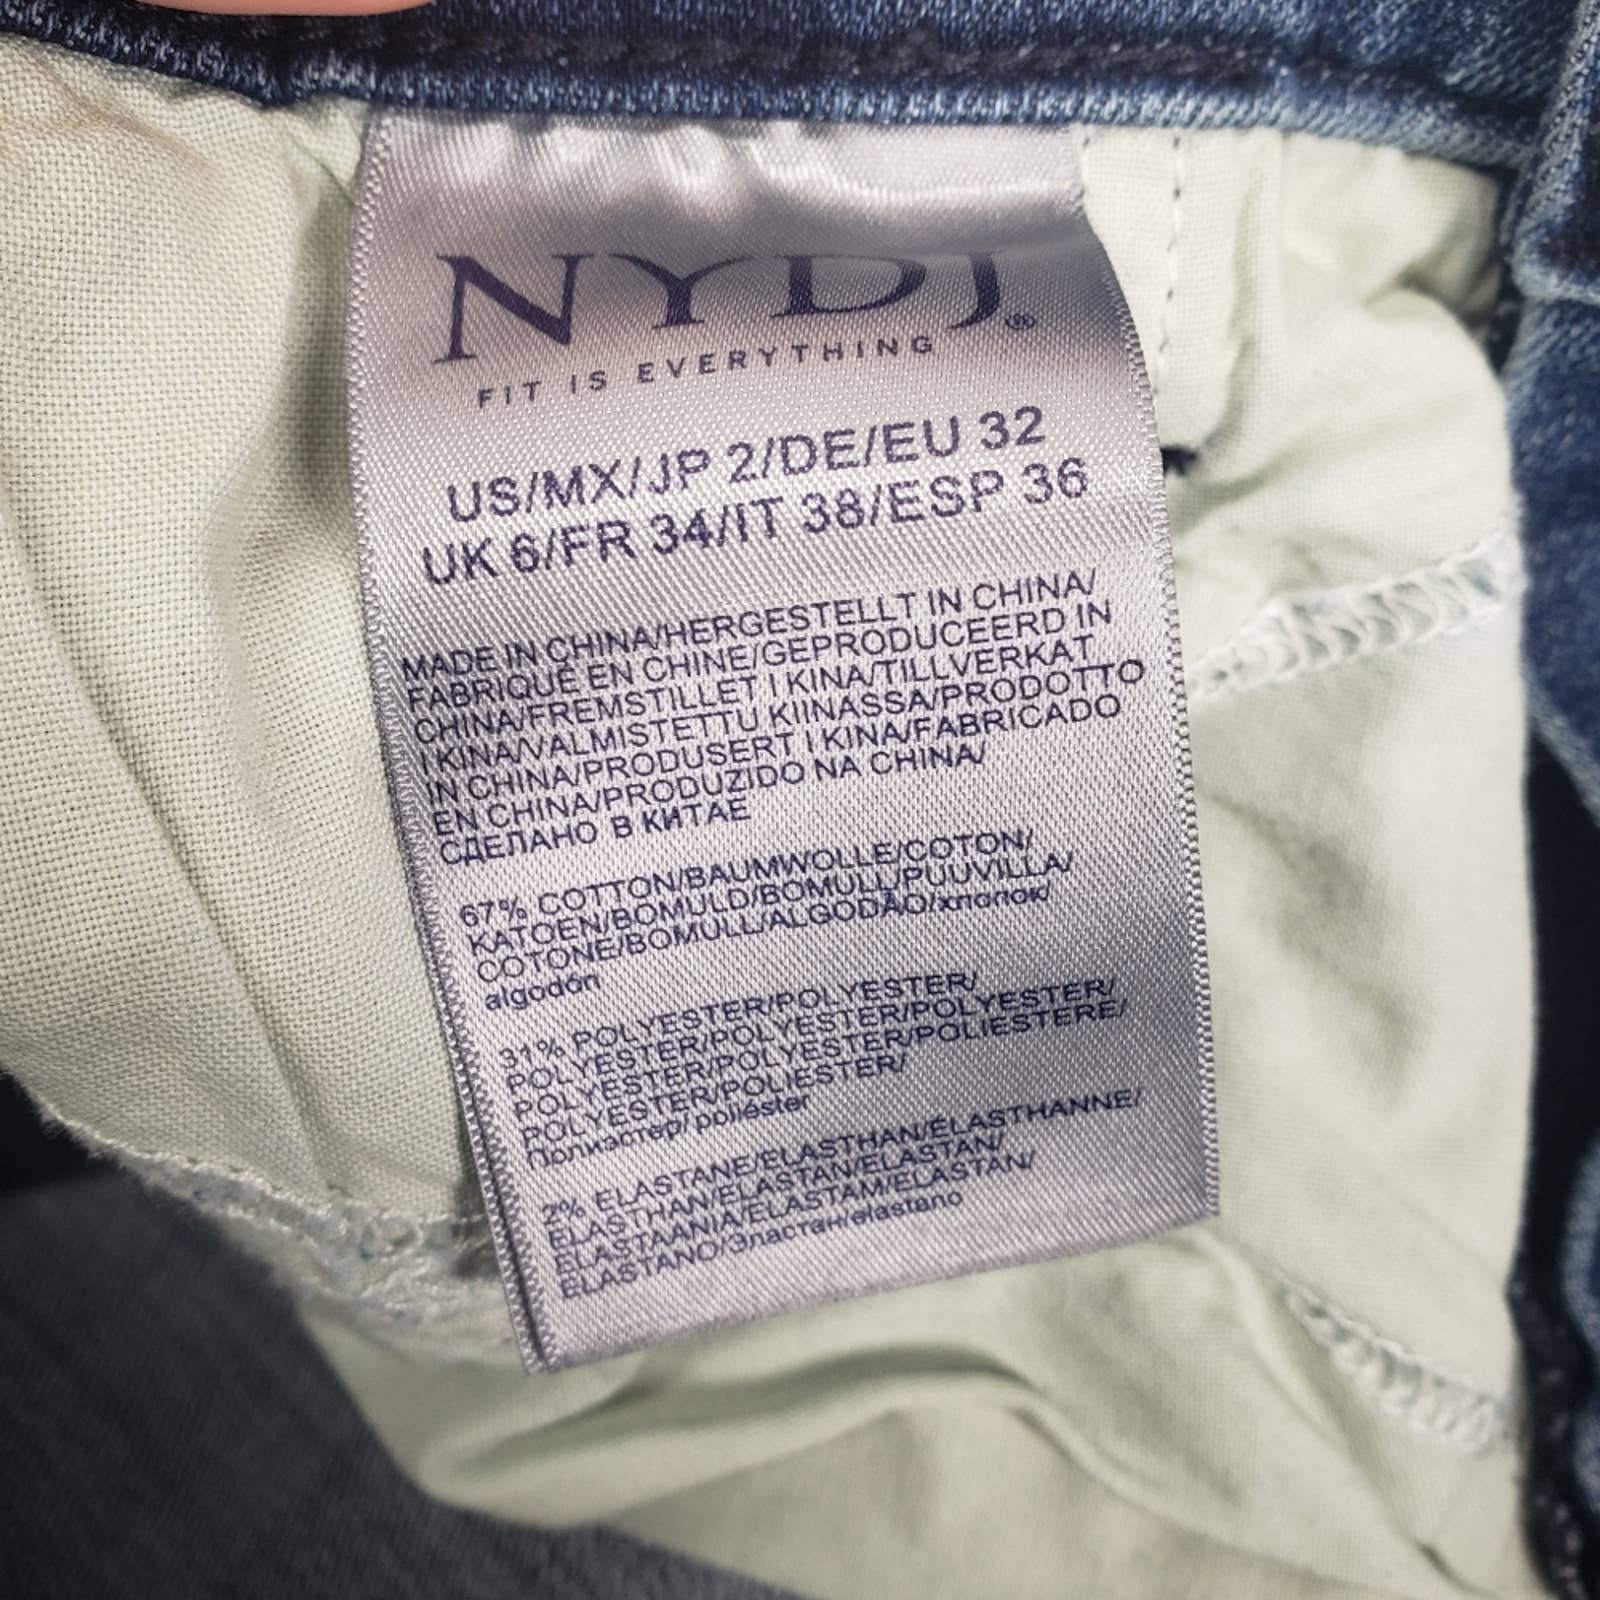 NYDJ®
FIT IS EVERYTHING
US/MX/JP 2/DE/EU 32
UK 6/FR 34/IT 38/ESP 36
MADE IN CHINA/HERGESTELLT IN CHINA/
FABRIQUÉ EN CHINE/GEPRODUCEERD IN
CHINA/FREMSTILLET I KINA/TILLVERKAT
I KINA/VALMISTETTU KIINASSA/PRODOTTO
IN CHINA/PRODUSERT I KINA/FABRICADO
EN CHINA/PRODUZIDO NA CHINA/
СДЕЛАНО В КИТАЕ
67% COTTON/BAUMWOLLE/COTON/
KATOEN/BOMULD/BOMULL/PUUVILLA/
COTONE/BOMULL/ALGODÃO/хлопок/
algodón
31% POLYESTER/POLYESTER/
POLYESTER/POLYESTER/POLYESTER/
POLYESTER/POLYESTER/POLIESTERE/
POLYESTER/POLIESTER/
Полиэстер/poliéster
2% ELASTANE/ELASTHAN/ÉLASTHANNE/
ELASTHAN/ELASTAN/ELASTAN/
ELASTAANIA/ELASTAM/ELASTAN/
ELASTANO/Эластан/elastano